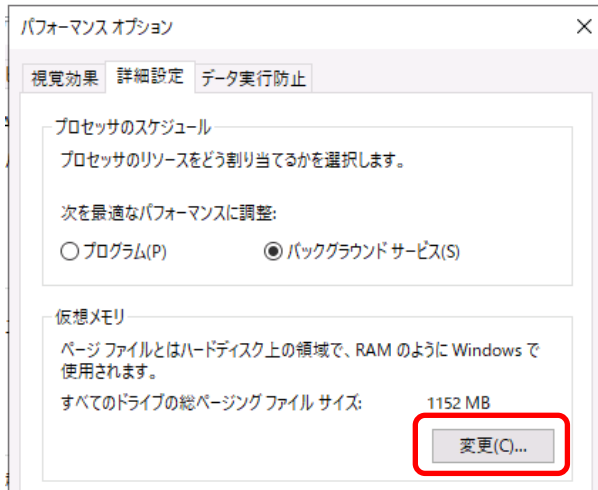 パフォーマンス オプション
視覚効果 詳細設定 データ実行防止
プロセッサのスケジュール
プロセッサのリソースをどう割り当てるかを選択します。
次を最適なパフォーマンスに調整:
プログラム(P) バックグラウンド サービス(S)
仮想メモリ
ページ ファイルとはハードディスク上の領域で、RAM のように Windows で
使用されます。
すべてのドライブの総ページング ファイル サイズ: 1152 MB
変更(C)...